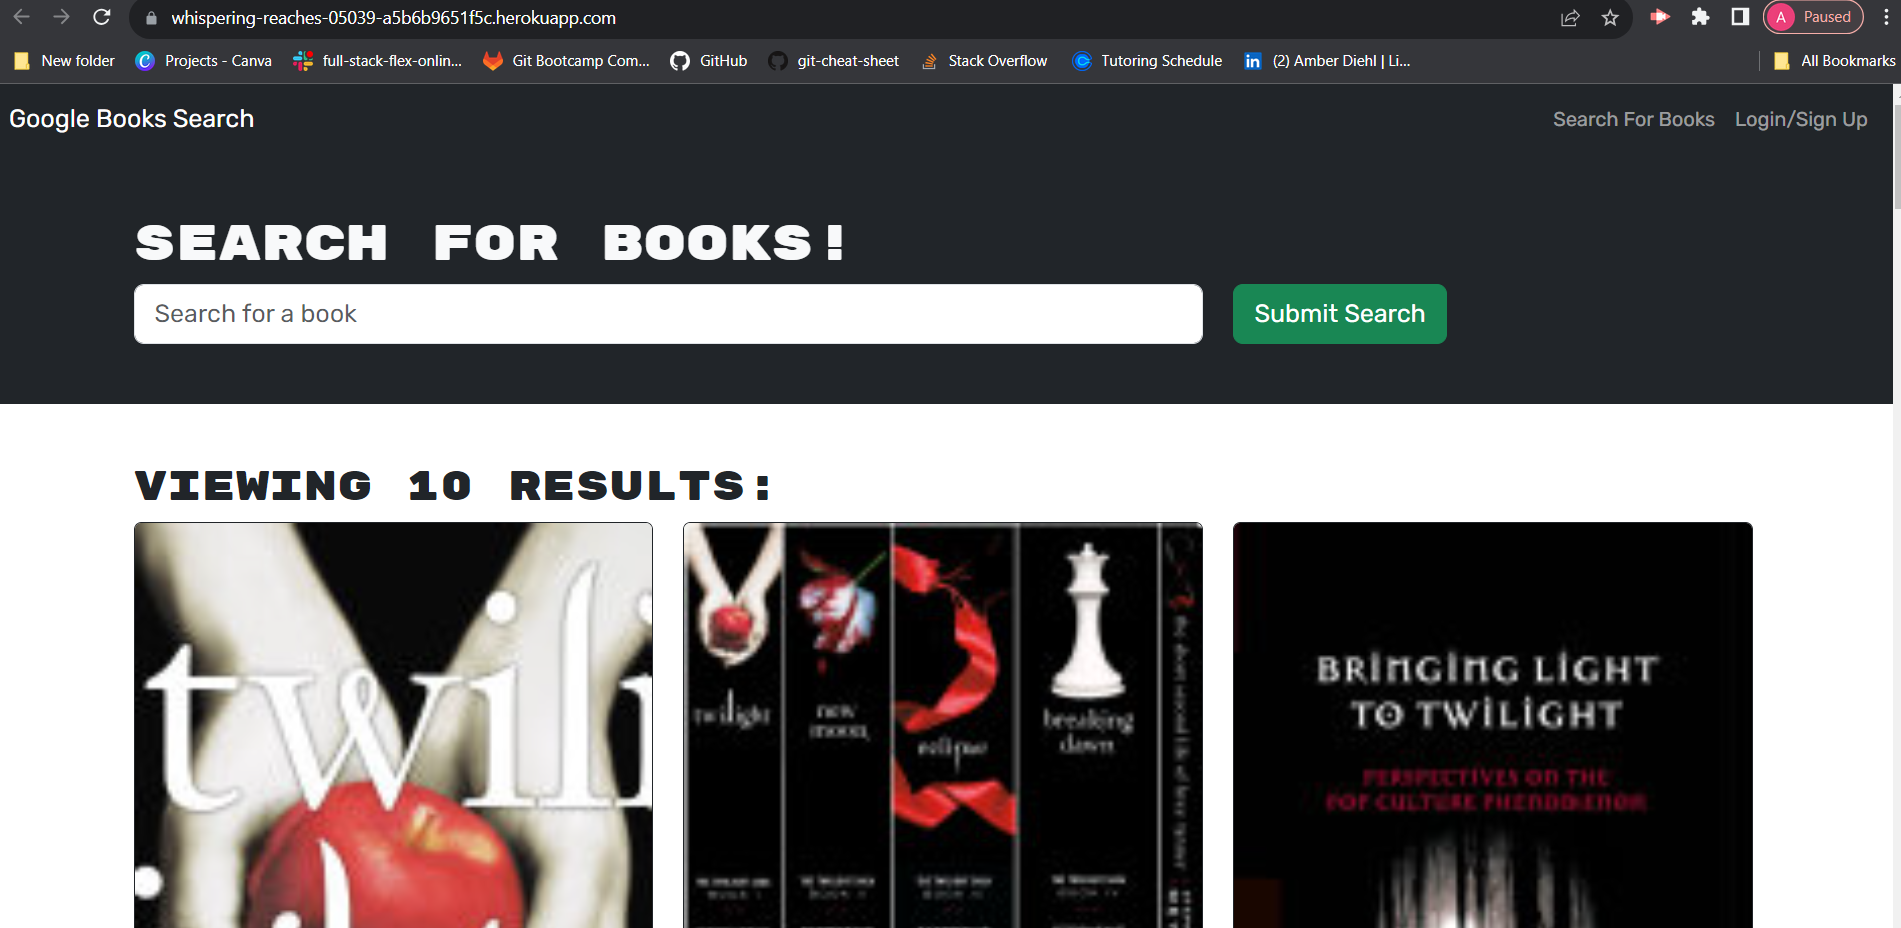 whispering-reaches-05039-a5b6b9651f5c.herokuapp.com
A Paused
New folder
Projects - Canva
full-stack-flex-onlin...
Git Bootcamp Com...
GitHub
git-cheat-sheet
Stack Overflow
Tutoring Schedule
(2) Amber Diehl | Li...
All Bookmarks
Google Books Search
Search For Books
Login/Sign Up
SEARCH FOR BOOKS!
Search for a book
Submit Search
VIEWING 10 RESULTS:
twili
twilight
new
moon
eclipse
breaking
dawn
BRINGING LIGHT
TO TWILIGHT
PERSPECTIVES ON THE
POP CULTURE PHENOMENON